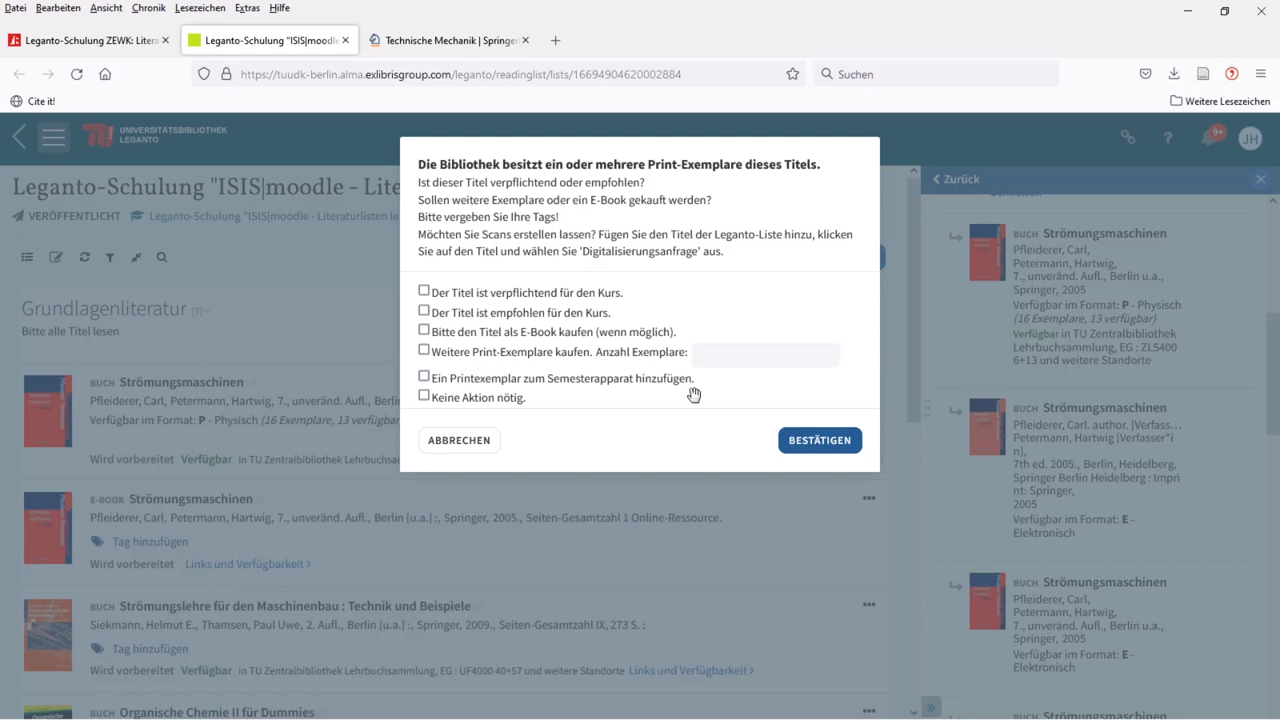 Datei Bearbeiten Ansicht Chronik Lesezeichen Extras Hilfe
Leganto-Schulung ZEWK: Litera
Leganto-Schulung "ISIS|moodle
Technische Mechanik | Springer
https://tuudk-berlin.alma.exlibrisgroup.com/leganto/readinglist/lists/16694904620002884
Suchen
Cite it!
Weitere Lesezeichen
UNIVERSITÄTSBIBLIOTHEK
LEGANTO
9+
JH
Leganto-Schulung "ISIS|moodle - Lite
VERÖFFENTLICHT
Leganto-Schulung "ISIS|moodle - Literaturlisten le
Grundlagenliteratur [7]
Bitte alle Titel lesen
BUCH Strömungsmaschinen
Pfleiderer, Carl, Petermann, Hartwig, 7., unveränd. Aufl., Berlin
Verfügbar im Format: P - Physisch (16 Exemplare, 13 verfügbar)
Wird vorbereitet Verfügbar in TU Zentralbibliothek Lehrbuchsamml
E-BOOK Strömungsmaschinen
Pfleiderer, Carl, Petermann, Hartwig, 7., unveränd. Aufl., Berlin [u.a.] :, Springer, 2005., Seiten-Gesamtzahl 1 Online-Ressource.
Tag hinzufügen
Wird vorbereitet Links und Verfügbarkeit >
BUCH Strömungslehre für den Maschinenbau : Technik und Beispiele
Siekmann, Helmut E., Thamsen, Paul Uwe, 2. Aufl., Berlin [u.a.] :, Springer, 2009., Seiten-Gesamtzahl IX, 273 S. :
Tag hinzufügen
Wird vorbereitet Verfügbar in TU Zentralbibliothek Lehrbuchsammlung, EG : UF4000 40+57 und weitere Standorte Links und Verfügbarkeit >
BUCH Organische Chemie II für Dummies
Die Bibliothek besitzt ein oder mehrere Print-Exemplare dieses Titels.
Ist dieser Titel verpflichtend oder empfohlen?
Sollen weitere Exemplare oder ein E-Book gekauft werden?
Bitte vergeben Sie Ihre Tags!
Möchten Sie Scans erstellen lassen? Fügen Sie den Titel der Leganto-Liste hinzu, klicken
Sie auf den Titel und wählen Sie 'Digitalisierungsanfrage' aus.
Der Titel ist verpflichtend für den Kurs.
Der Titel ist empfohlen für den Kurs.
Bitte den Titel als E-Book kaufen (wenn möglich).
Weitere Print-Exemplare kaufen. Anzahl Exemplare:
Ein Printexemplar zum Semesterapparat hinzufügen.
Keine Aktion nötig.
ABBRECHEN
BESTÄTIGEN
Zurück
BUCH Strömungsmaschinen
Pfleiderer, Carl,
Petermann, Hartwig,
7., unveränd. Aufl., Berlin u.a.,
Springer, 2005
Verfügbar im Format: P - Physisch
(16 Exemplare, 13 verfügbar)
Verfügbar in TU Zentralbibliothek
Lehrbuchsammlung, EG : ZL5400
6+13 und weitere Standorte
BUCH Strömungsmaschinen
Pfleiderer, Carl. author. [Verfass...
Petermann, Hartwig [Verfasser*i
n],
7th ed. 2005., Berlin, Heidelberg,
Springer Berlin Heidelberg : Impri
nt: Springer,
2005
Verfügbar im Format: E -
Elektronisch
BUCH Strömungsmaschinen
Pfleiderer, Carl,
Petermann, Hartwig,
7., unveränd. Aufl., Berlin u.a.,
Springer, 2005
Verfügbar im Format: E -
Elektronisch